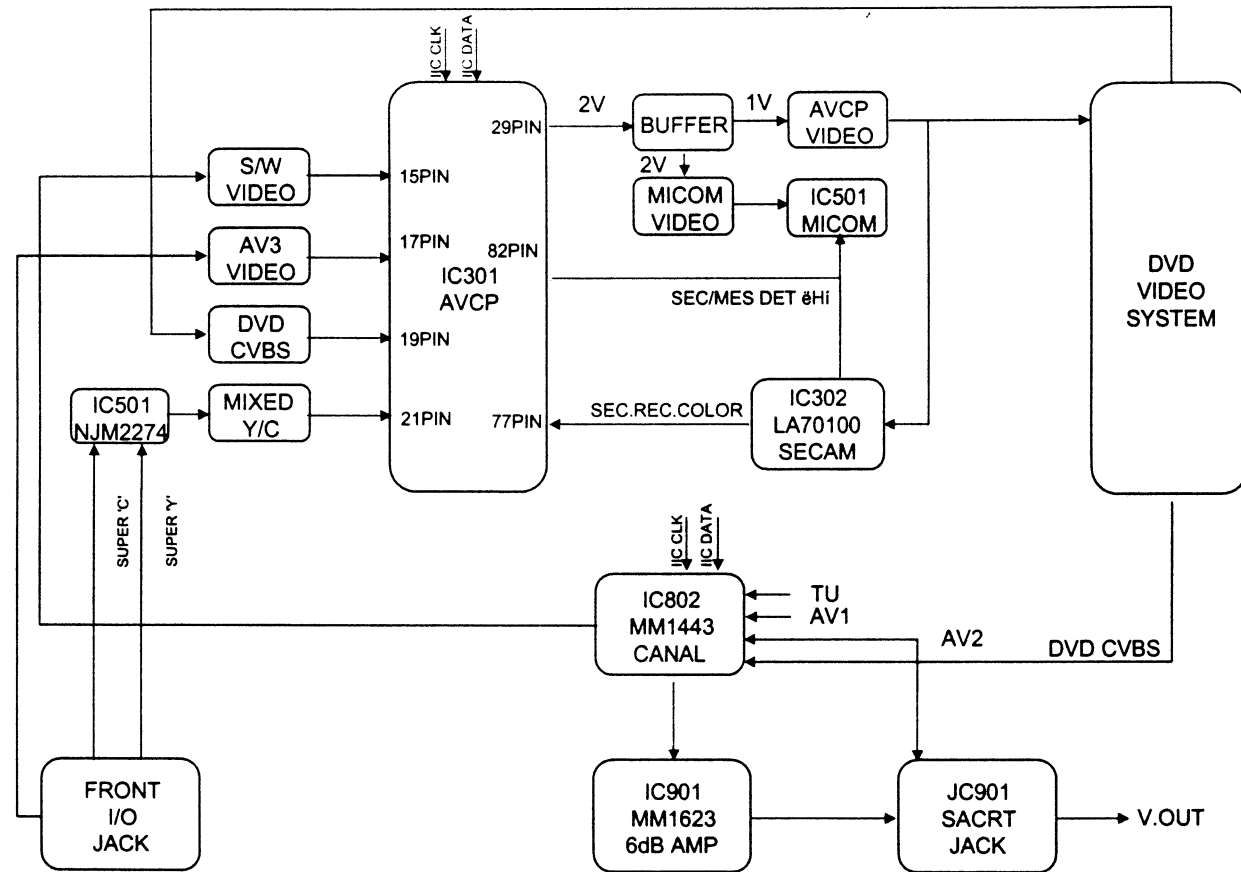 IIC CLK
IIC DATA
2V
1V
29PIN
BUFFER
AVCP
VIDEO
S/W
VIDEO
15PIN
2V
MICOM
VIDEO
IC501
MICOM
AV3
VIDEO
17PIN
82PIN
IC301
AVCP
DVD
VIDEO
SYSTEM
SEC/MES DET ëHí
DVD
CVBS
19PIN
IC501
NJM2274
MIXED
Y/C
21PIN
77PIN
SEC.REC.COLOR
IC302
LA70100
SECAM
SUPER 'C'
SUPER 'Y'
IIC CLK
IIC DATA
IC802
MM1443
CANAL
TU
AV1
AV2
DVD CVBS
FRONT
I/O
JACK
IC901
MM1623
6dB AMP
JC901
SACRT
JACK
V.OUT